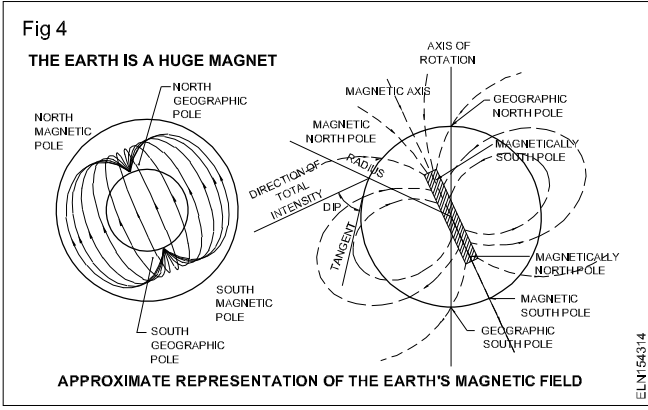 Fig 4
THE EARTH IS A HUGE MAGNET
NORTH
GEOGRAPHIC
POLE
NORTH
MAGNETIC
POLE
SOUTH
MAGNETIC
POLE
SOUTH
GEOGRAPHIC
POLE
AXIS OF
ROTATION
MAGNETIC AXIS
GEOGRAPHIC
NORTH POLE
MAGNETIC
NORTH POLE
MAGNETICALLY
SOUTH POLE
RADIUS
DIRECTION OF
TOTAL
INTENSITY
DIP
TANGENT
MAGNETICALLY
NORTH POLE
MAGNETIC
SOUTH POLE
GEOGRAPHIC
SOUTH POLE
APPROXIMATE REPRESENTATION OF THE EARTH'S MAGNETIC FIELD
ELN154314